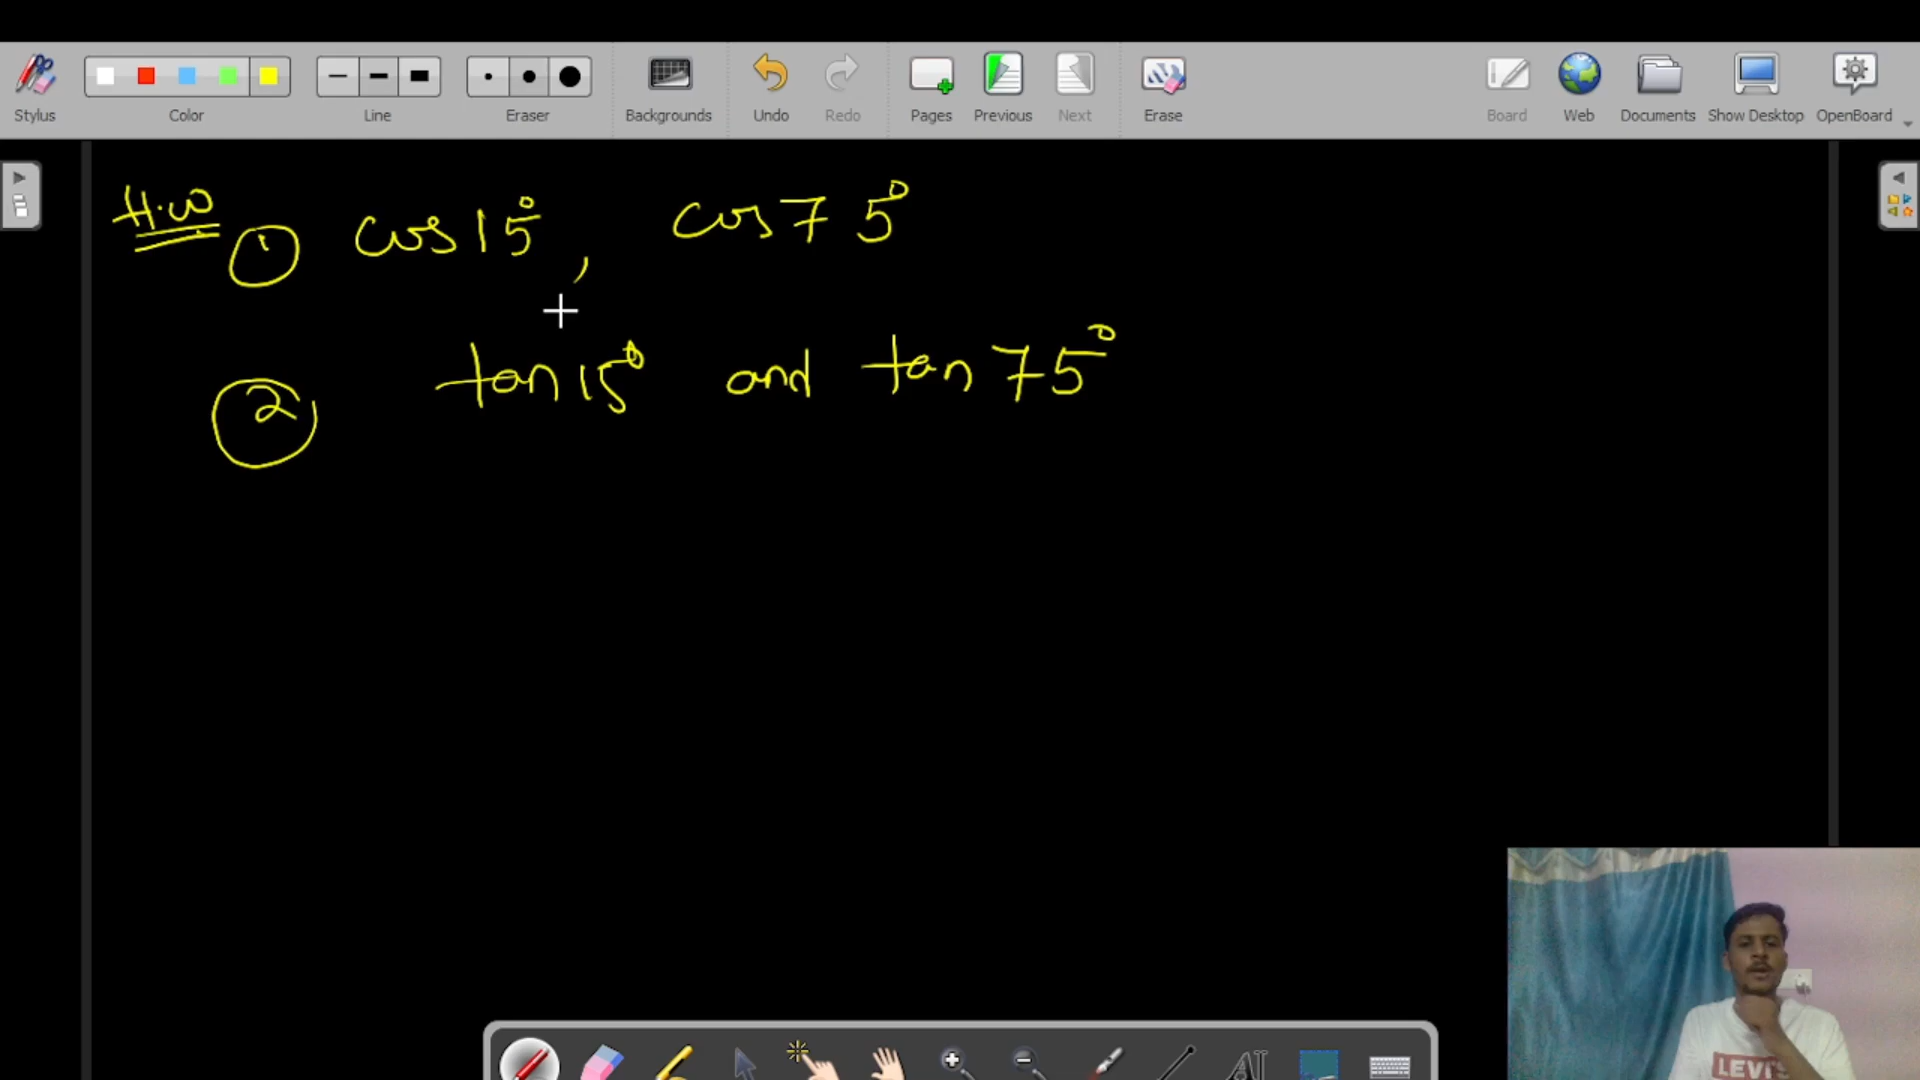 Stylus Color Line Eraser Backgrounds Undo Redo Pages Previous Next Erase Board Web Documents Show Desktop OpenBoard
H.W
① cos 15°, cos 75°
② tan 15° and tan 75°
LEVI'S